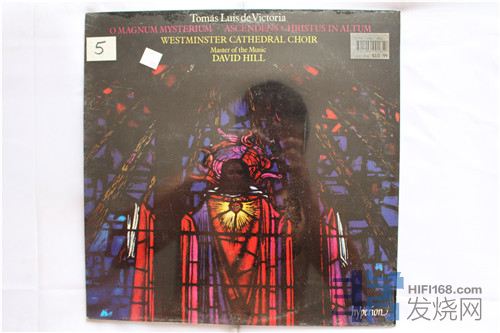 Tomás Luis de Victoria
O MAGNUM MYSTERIUM · ASCENDENS CHRISTUS IN ALTUM
WESTMINSTER CATHEDRAL CHOIR
Master of the Music
DAVID HILL
5
hyperion
HIFI168.com
发烧网